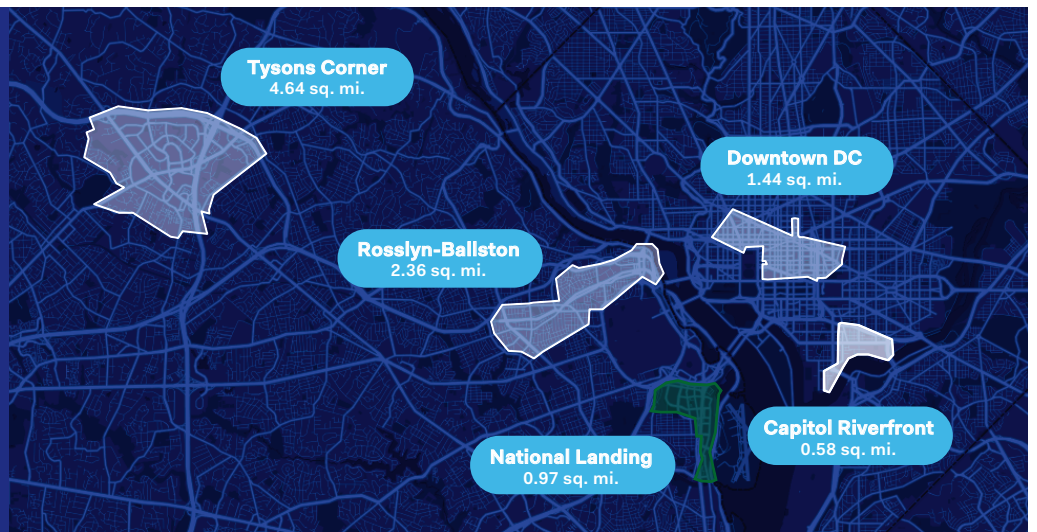 Tysons Corner
4.64 sq. mi.
Downtown DC
1.44 sq. mi.
Rosslyn-Ballston
2.36 sq. mi.
Capitol Riverfront
0.58 sq. mi.
National Landing
0.97 sq. mi.